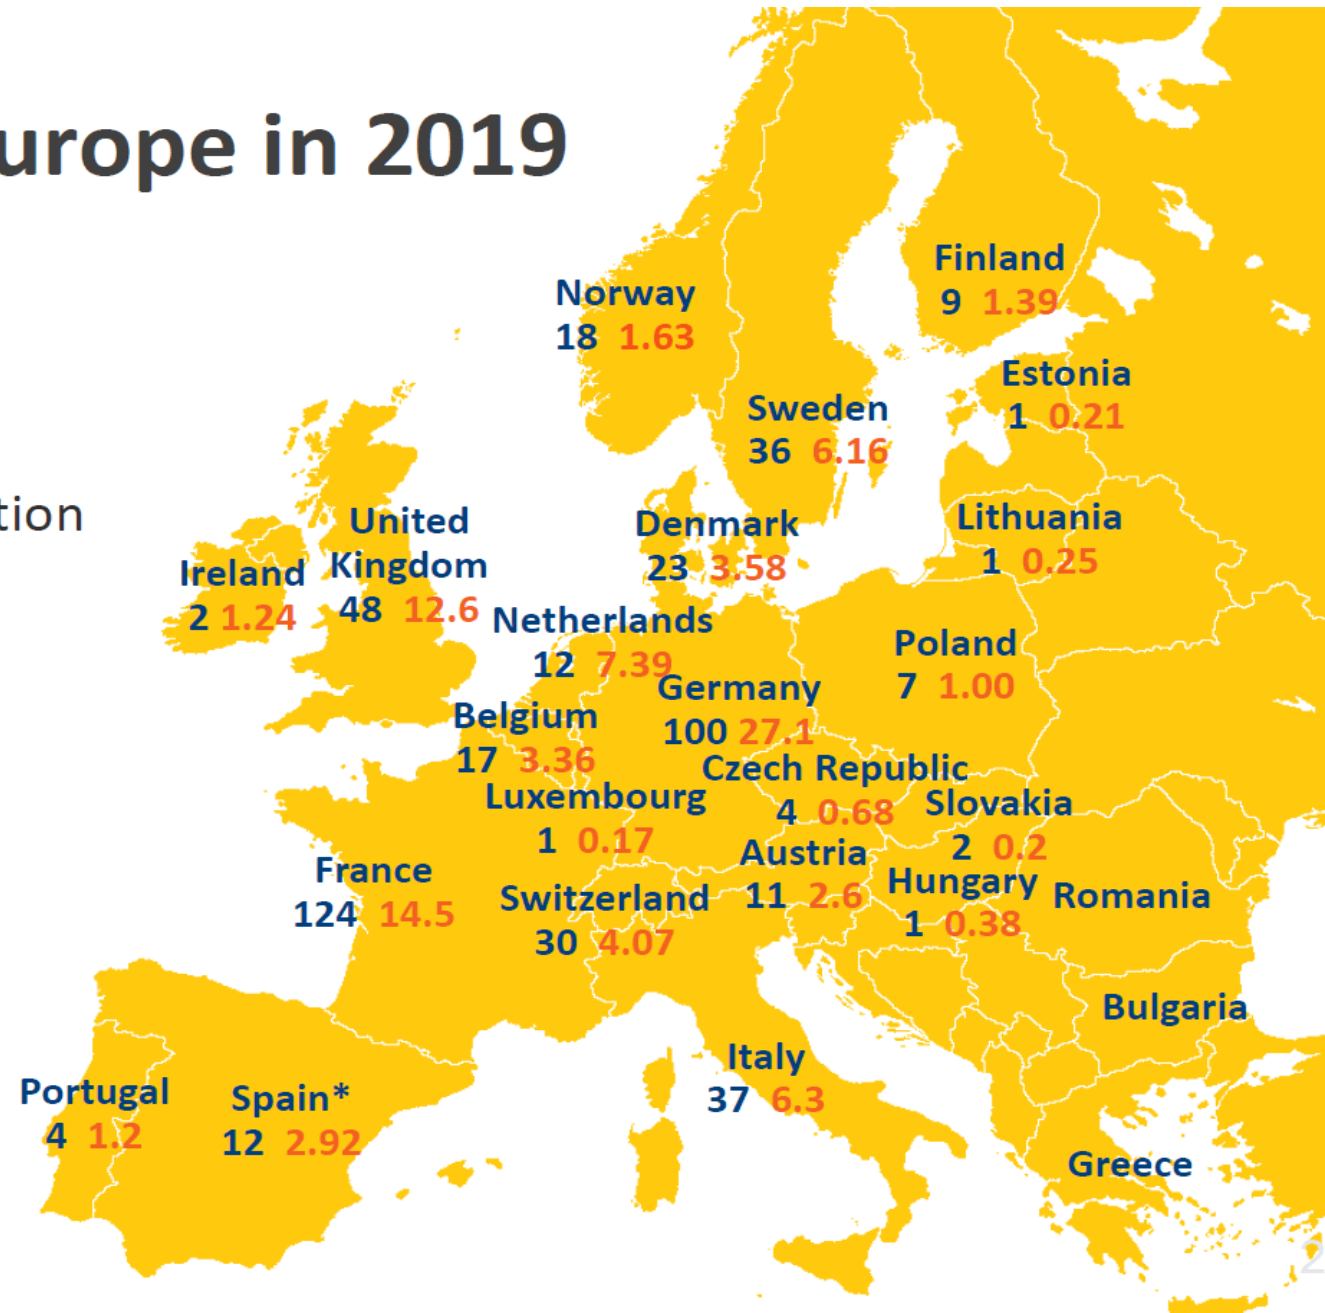 urope in 2019
Finland
9 1.39
Norway
18 1.63
Estonia
1 0.21
Sweden
36 6.16
tion
United
Kingdom
48 12.6
Denmark
23 3.58
Lithuania
1 0.25
Ireland
2 1.24
Netherlands
12 7.39
Poland
7 1.00
Germany
100 27.1
Belgium
17 3.36
Czech Republic
4 0.68
Luxembourg
1 0.17
Slovakia
2 0.2
Austria
11 2.6
France
124 14.5
Switzerland
30 4.07
Hungary
1 0.38
Romania
Bulgaria
Italy
37 6.3
Portugal
4 1.2
Spain*
12 2.92
Greece
2